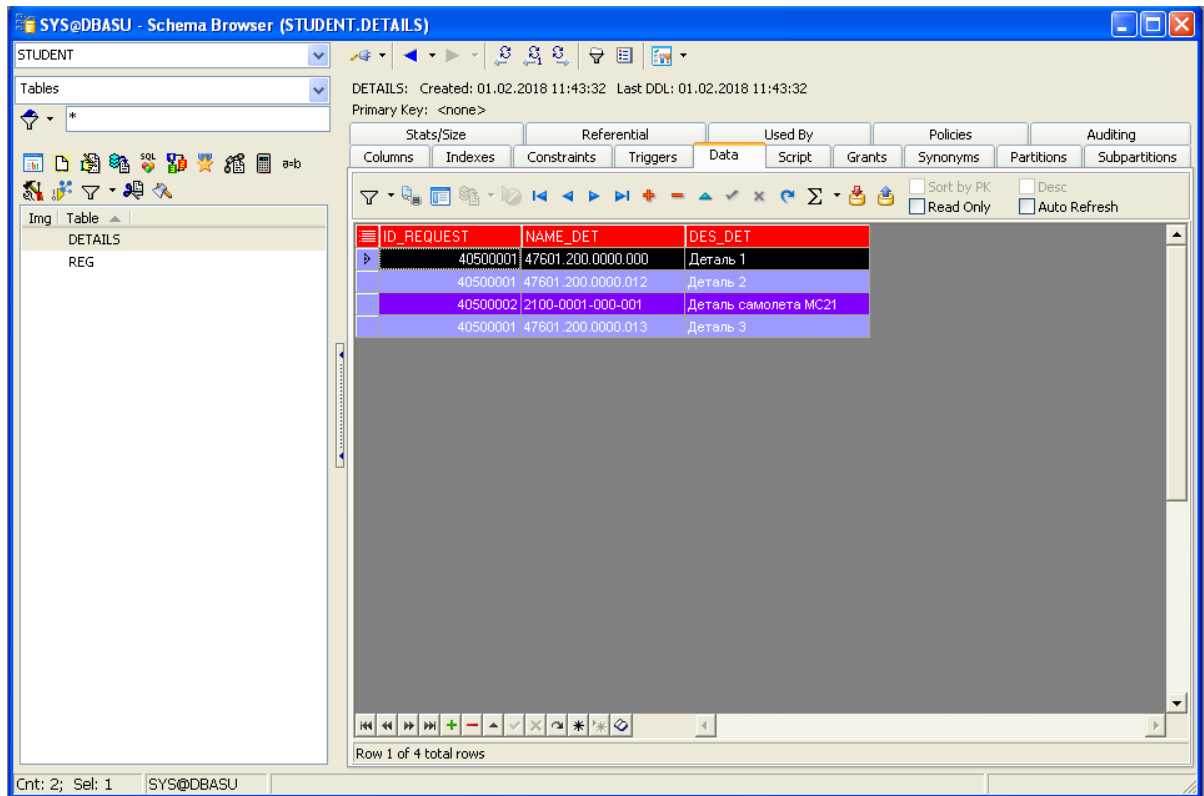 SYS@DBASU - Schema Browser (STUDENT.DETAILS)
STUDENT
Tables
*
SQL
a=b
Img Table
DETAILS
REG
DETAILS: Created: 01.02.2018 11:43:32 Last DDL: 01.02.2018 11:43:32
Primary Key: <none>
Stats/Size Referential Used By Policies Auditing
Columns Indexes Constraints Triggers Data Script Grants Synonyms Partitions Subpartitions
Sort by PK Desc
Read Only Auto Refresh
ID_REQUEST NAME_DET DES_DET
40500001 47601.200.0000.000 Деталь 1
40500001 47601.200.0000.012 Деталь 2
40500002 2100-0001-000-001 Деталь самолета МС21
40500001 47601.200.0000.013 Деталь 3
Row 1 of 4 total rows
Cnt: 2; Sel: 1 SYS@DBASU